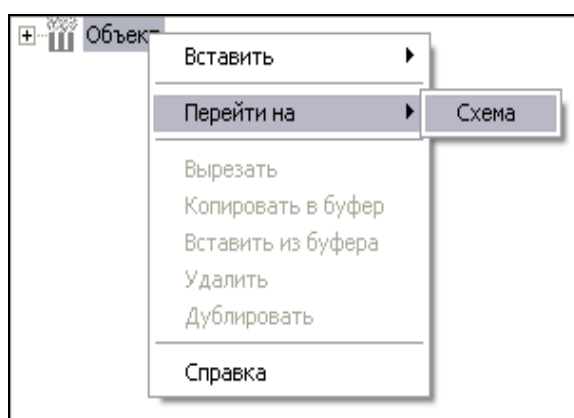 Объект
Вставить
Перейти на
Схема
Вырезать
Копировать в буфер
Вставить из буфера
Удалить
Дублировать
Справка